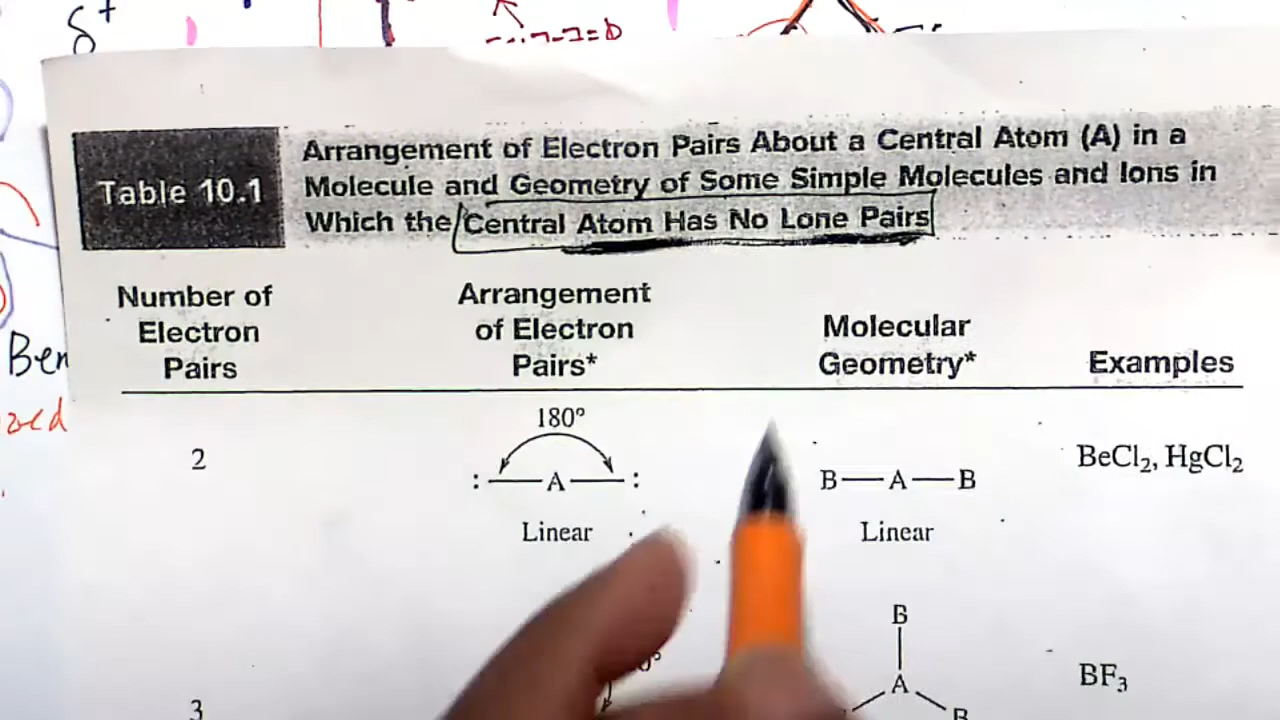 δ+
Table 10.1
Arrangement of Electron Pairs About a Central Atom (A) in a
Molecule and Geometry of Some Simple Molecules and Ions in
Which the Central Atom Has No Lone Pairs
Number of
Electron
Pairs
Arrangement
of Electron
Pairs*
Molecular
Geometry*
Examples
2
180°
: — A — :
Linear
B — A — B
Linear
BeCl₂, HgCl₂
3
B
A
B
BF₃
Ben